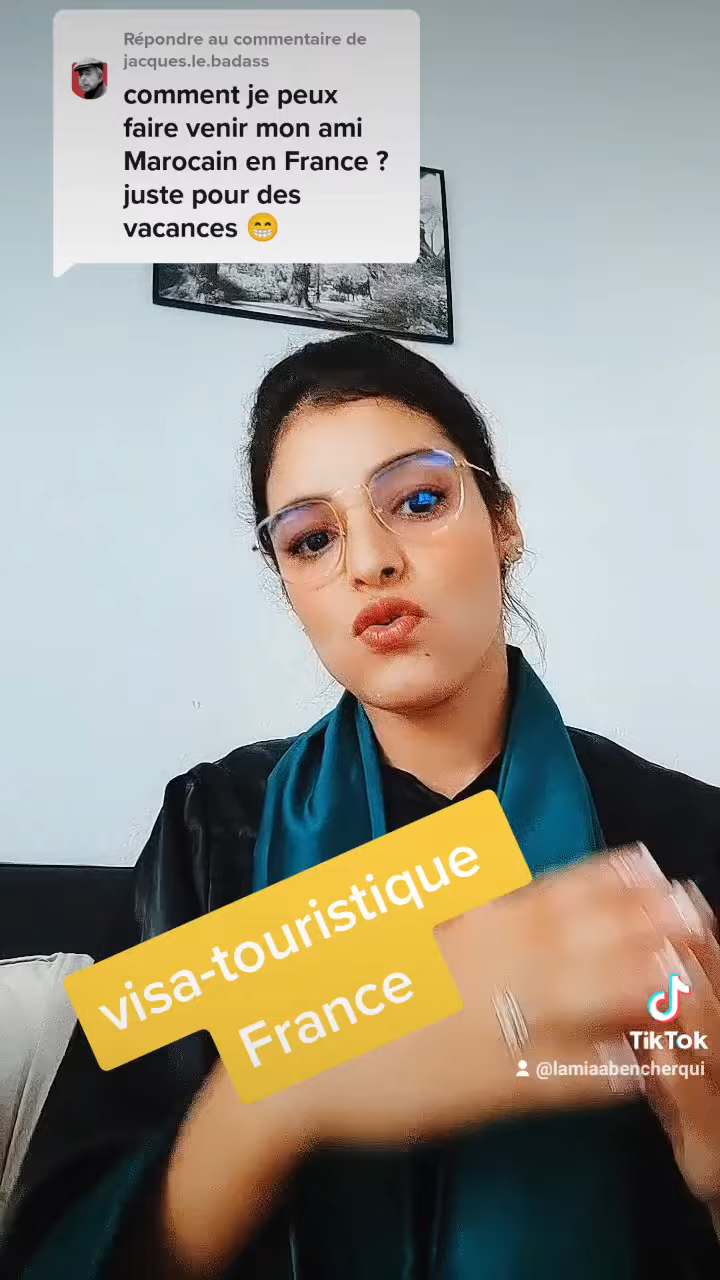 Répondre au commentaire de
jacques.le.badass
comment je peux
faire venir mon ami
Marocain en France ?
juste pour des
vacances 😁
visa-touristique
France
TikTok
@lamiaabencherqui